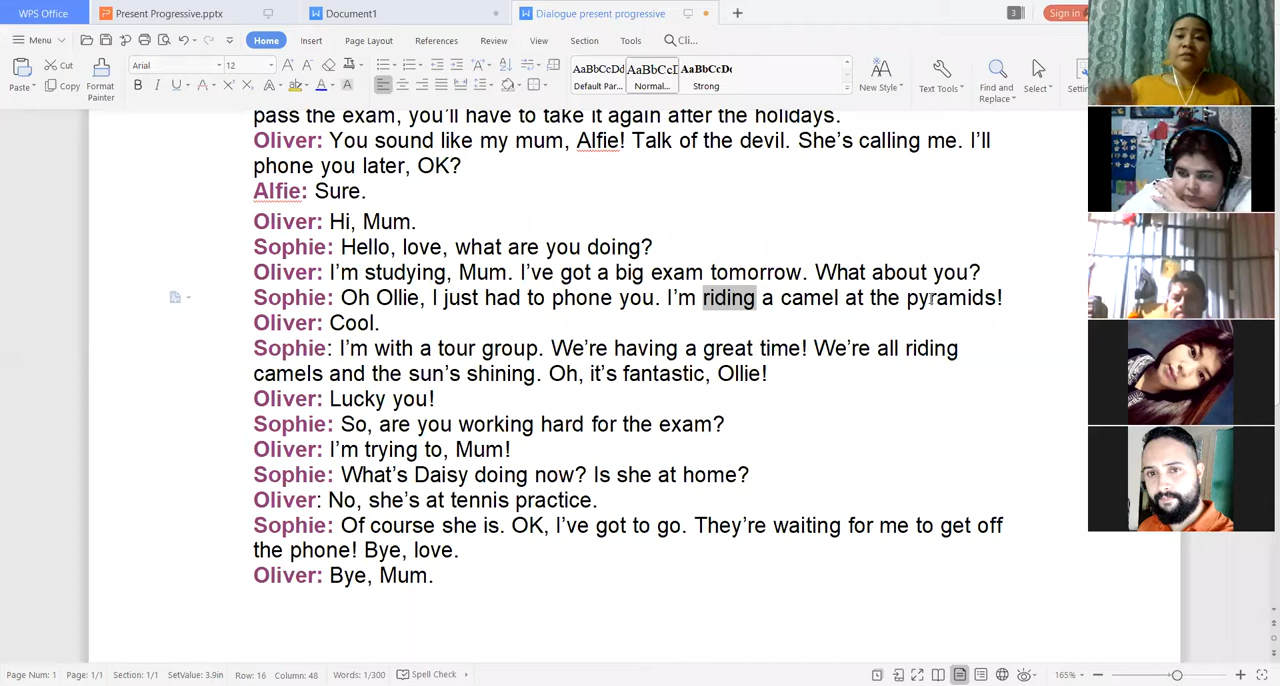 WPS Office
Present Progressive.pptx
Document1
Dialogue present progressive
3
Sign in
Menu
Home
Insert
Page Layout
References
Review
View
Section
Tools
Cli...
Paste
Cut
Copy
Format Painter
Arial
12
AaBbCcDd
AaBbCcI
AaBbCcDc
Default Par...
Normal...
Strong
New Style
Text Tools
Find and Replace
Select
pass the exam, you'll have to take it again after the holidays.
Oliver: You sound like my mum, Alfie! Talk of the devil. She's calling me. I'll
phone you later, OK?
Alfie: Sure.
Oliver: Hi, Mum.
Sophie: Hello, love, what are you doing?
Oliver: I'm studying, Mum. I've got a big exam tomorrow. What about you?
Sophie: Oh Ollie, I just had to phone you. I'm riding a camel at the pyramids!
Oliver: Cool.
Sophie: I'm with a tour group. We're having a great time! We're all riding
camels and the sun's shining. Oh, it's fantastic, Ollie!
Oliver: Lucky you!
Sophie: So, are you working hard for the exam?
Oliver: I'm trying to, Mum!
Sophie: What's Daisy doing now? Is she at home?
Oliver: No, she's at tennis practice.
Sophie: Of course she is. OK, I've got to go. They're waiting for me to get off
the phone! Bye, love.
Oliver: Bye, Mum.
Page Num: 1
Page: 1/1
Section: 1/1
SetValue: 3.9in
Row: 16
Column: 48
Words: 1/300
Spell Check
165%